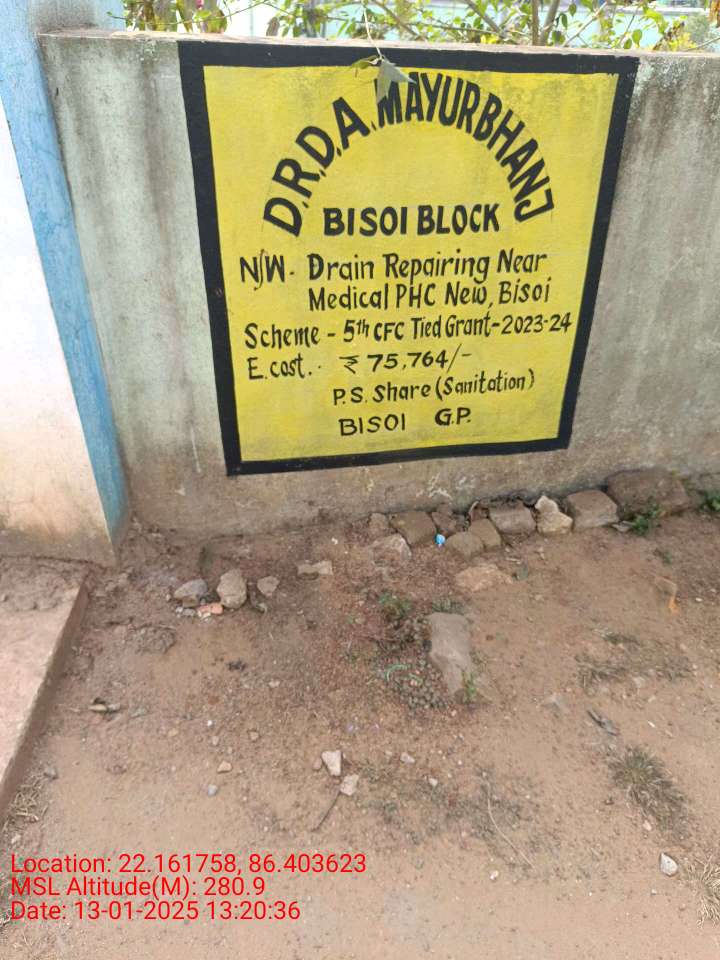 D.R.D.A. MAYURBHANJ
BISOI BLOCK
N/W. Drain Repairing Near
Medical PHC New, Bisoi
Scheme - 5th CFC Tied Grant-2023-24
E.cost. ₹ 75,764/-
P.S. Share (Sanitation)
BISOI G.P.
Location: 22.161758, 86.403623
MSL Altitude(M): 280.9
Date: 13-01-2025 13:20:36